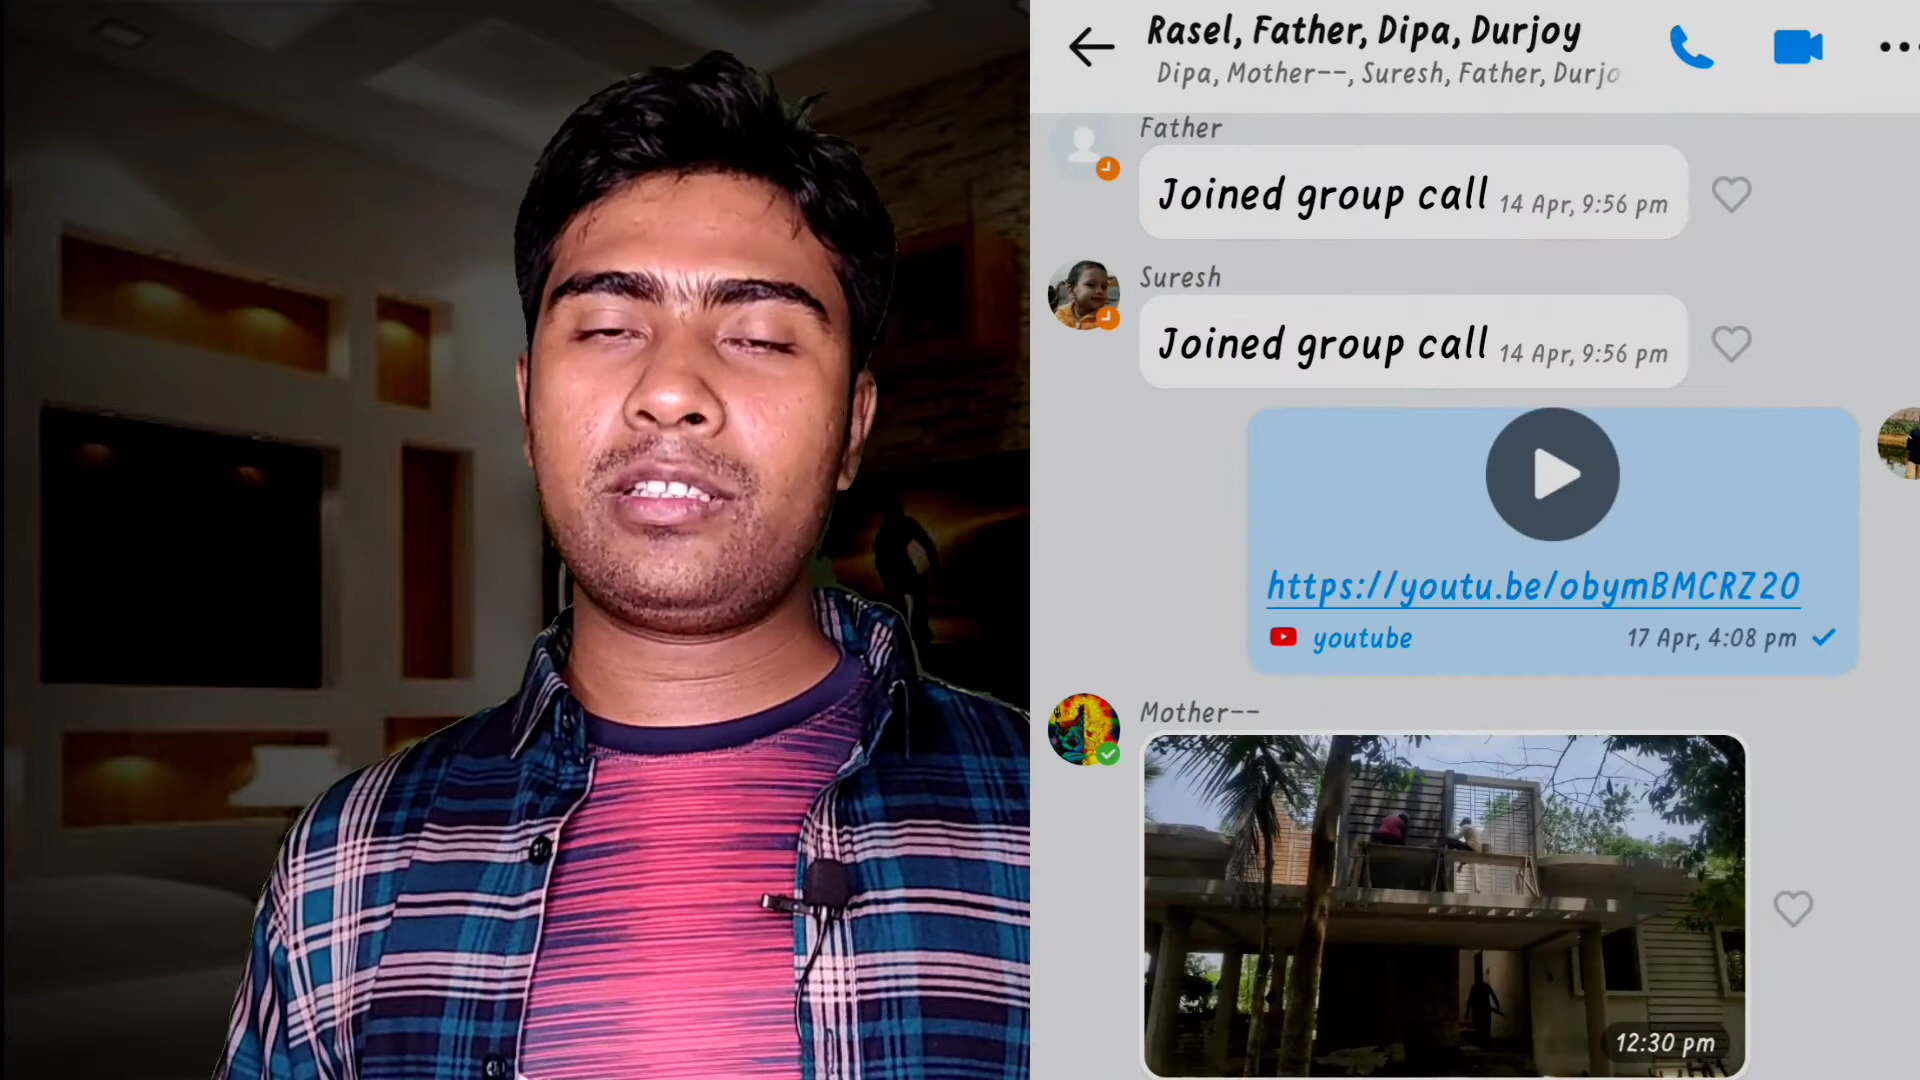 Rasel, Father, Dipa, Durjoy
Dipa, Mother--, Suresh, Father, Durjo
Father
Joined group call 14 Apr, 9:56 pm
Suresh
Joined group call 14 Apr, 9:56 pm
https://youtu.be/obymBMCRZ20
youtube 17 Apr, 4:08 pm
Mother--
12:30 pm